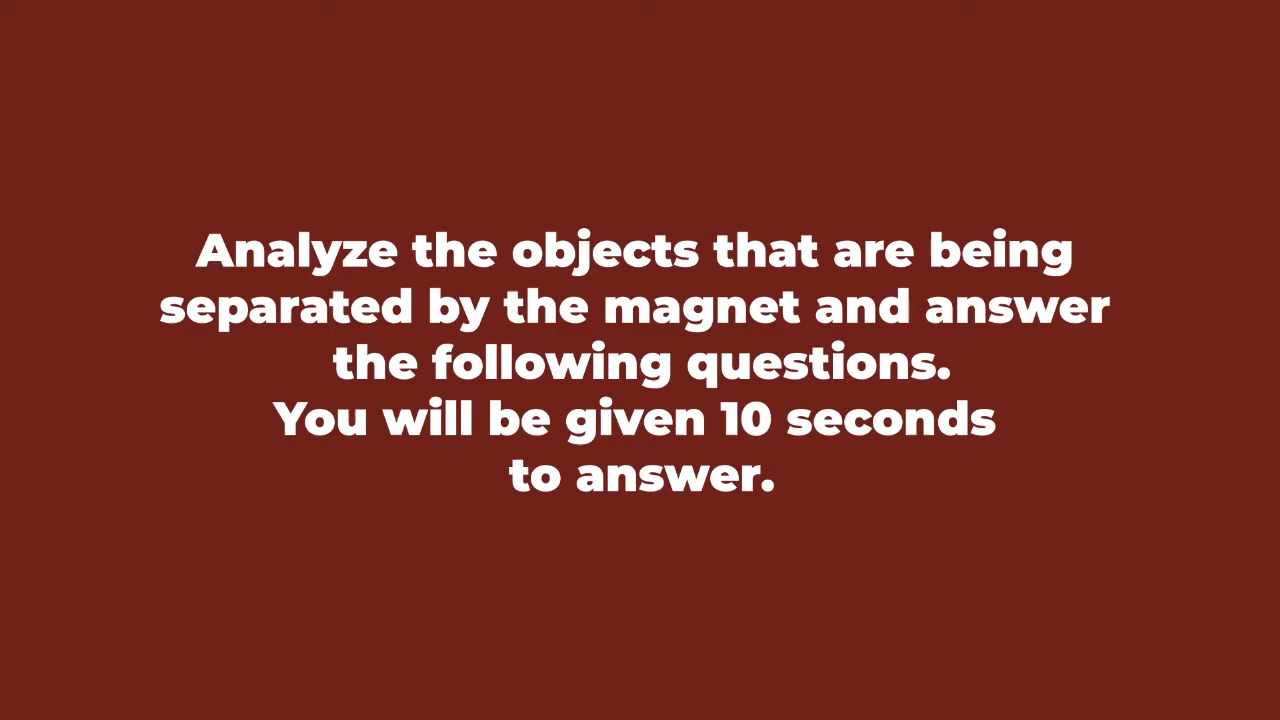 Analyze the objects that are being
separated by the magnet and answer
the following questions.
You will be given 10 seconds
to answer.